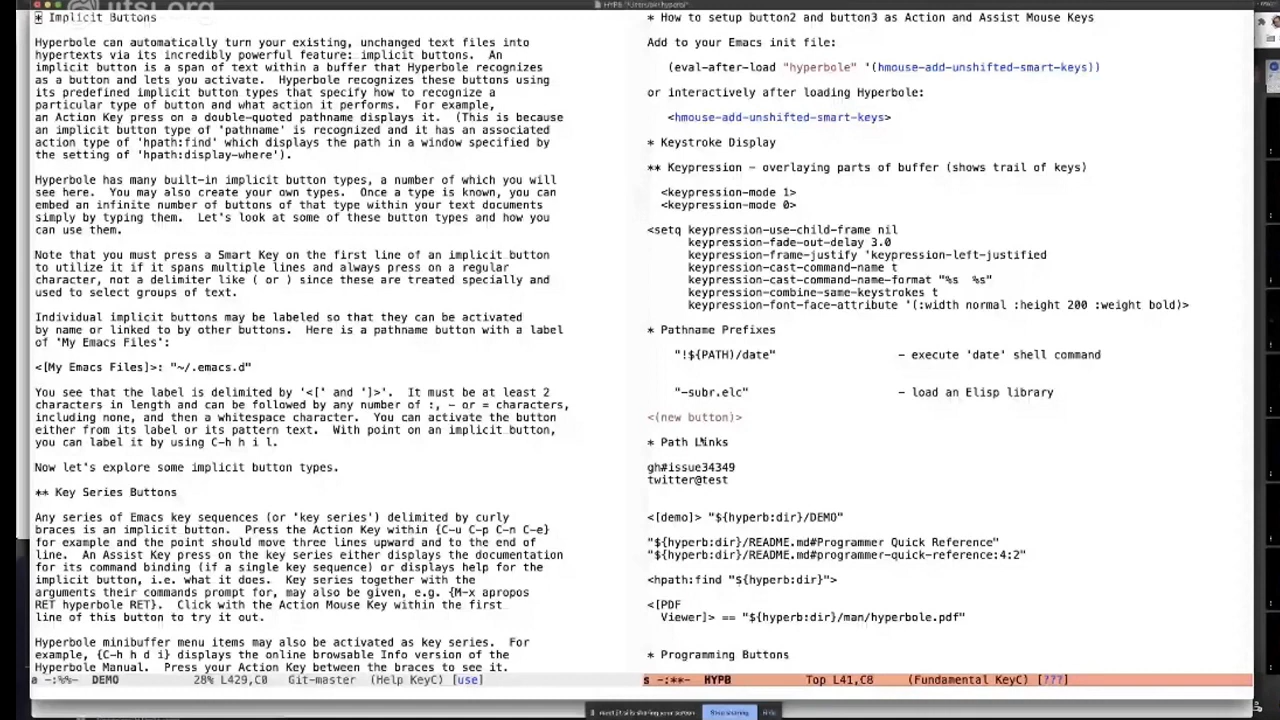 HYPB
* Implicit Buttons
Hyperbole can automatically turn your existing, unchanged text files into
hypertexts via its incredibly powerful feature: implicit buttons.  An
implicit button is a span of text within a buffer that Hyperbole recognizes
as a button and lets you activate.  Hyperbole recognizes these buttons using
its predefined implicit button types that specify how to recognize a
particular type of button and what action it performs.  For example,
an Action Key press on a double-quoted pathname displays it.  (This is because
an implicit button type of 'pathname' is recognized and it has an associated
action type of 'hpath:find' which displays the path in a window specified by
the setting of 'hpath:display-where').
Hyperbole has many built-in implicit button types, a number of which you will
see here.  You may also create your own types.  Once a type is known, you can
embed an infinite number of buttons of that type within your text documents
simply by typing them.  Let's look at some of these button types and how you
can use them.
Note that you must press a Smart Key on the first line of an implicit button
to utilize it if it spans multiple lines and always press on a regular
character, not a delimiter like ( or ) since these are treated specially and
used to select groups of text.
Individual implicit buttons may be labeled so that they can be activated
by name or linked to by other buttons.  Here is a pathname button with a label
of 'My Emacs Files':
<[My Emacs Files]>: "~/.emacs.d"
You see that the label is delimited by '<[' and ']>'.  It must be at least 2
characters in length and can be followed by any number of :, - or = characters,
including none, and then a whitespace character.  You can activate the button
either from its label or its pattern text.  With point on an implicit button,
you can label it by using C-h h i l.
Now let's explore some implicit button types.
** Key Series Buttons
Any series of Emacs key sequences (or 'key series') delimited by curly
braces is an implicit button.  Press the Action Key within {C-u C-p C-n C-e}
for example and the point should move three lines upward and to the end of
line.  An Assist Key press on the key series either displays the documentation
for its command binding (if a single key sequence) or displays help for the
implicit button, i.e. what it does.  Key series together with the
arguments their commands prompt for, may also be given, e.g. {M-x apropos
RET hyperbole RET}.  Click with the Action Mouse Key within the first
line of this button to try it out.
Hyperbole minibuffer menu items may also be activated as key series.  For
example, {C-h h d i} displays the online browsable Info version of the
Hyperbole Manual.  Press your Action Key between the braces to see it.
a -:%%-  DEMO           28% L429,C0    Git-master  (Help KeyC) [use]
* How to setup button2 and button3 as Action and Assist Mouse Keys
Add to your Emacs init file:
(eval-after-load "hyperbole" '(hmouse-add-unshifted-smart-keys))
or interactively after loading Hyperbole:
<hmouse-add-unshifted-smart-keys>
* Keystroke Display
** Keypression - overlaying parts of buffer (shows trail of keys)
<keypression-mode 1>
<keypression-mode 0>
<setq keypression-use-child-frame nil
keypression-fade-out-delay 3.0
keypression-frame-justify 'keypression-left-justified
keypression-cast-command-name t
keypression-cast-command-name-format "%s  %s"
keypression-combine-same-keystrokes t
keypression-font-face-attribute '(:width normal :height 200 :weight bold)>
* Pathname Prefixes
"!${PATH}/date"                  - execute 'date' shell command
"-subr.elc"                      - load an Elisp library
<(new button)>
* Path Links
gh#issue34349
twitter@test
<[demo]> "${hyperb:dir}/DEMO"
"${hyperb:dir}/README.md#Programmer Quick Reference"
"${hyperb:dir}/README.md#programmer-quick-reference:4:2"
<hpath:find "${hyperb:dir}">
<[PDF
Viewer]> == "${hyperb:dir}/man/hyperbole.pdf"
* Programming Buttons
s -:**-  HYPB           Top L41,C8     (Fundamental KeyC) [???]
Stop sharing